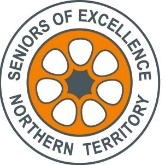 SENIORS OF EXCELLENCE
NORTHERN TERRITORY